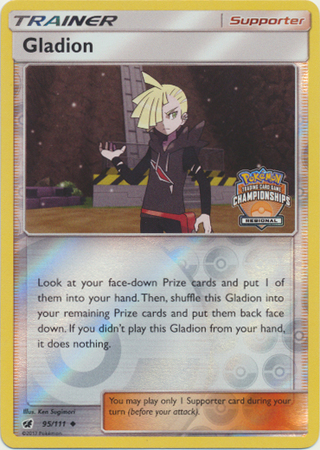 TRAINER Supporter
Gladion
Pokémon
TRADING CARD GAME
CHAMPIONSHIPS
REGIONAL
Look at your face-down Prize cards and put 1 of
them into your hand. Then, shuffle this Gladion into
your remaining Prize cards and put them back face
down. If you didn't play this Gladion from your hand,
it does nothing.
Illus. Ken Sugimori
95/111
©2017 Pokémon
You may play only 1 Supporter card during your
turn (before your attack).